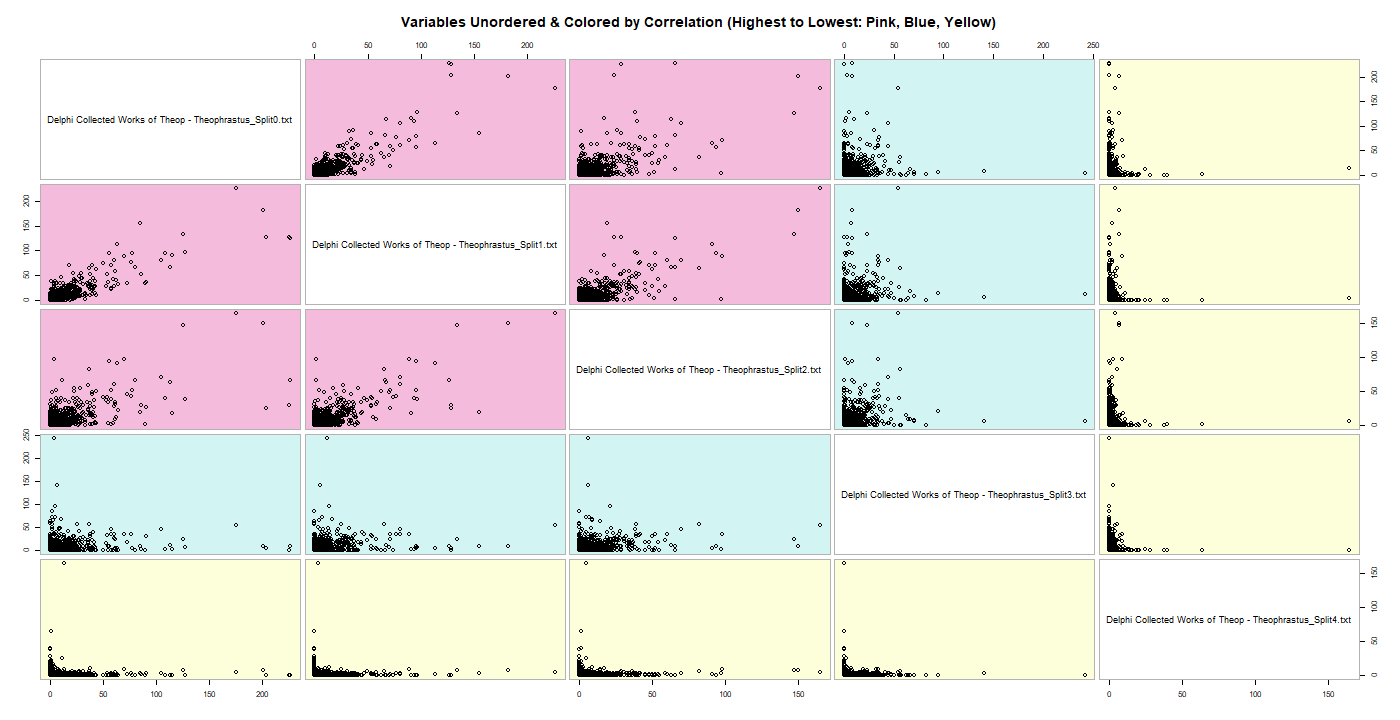 Variables Unordered & Colored by Correlation (Highest to Lowest: Pink, Blue, Yellow)
0 50 100 150 200 0 50 100 150 200 250
Delphi Collected Works of Theop - Theophrastus_Split0.txt
0 50 100 150 200
0 50 100 150 200
Delphi Collected Works of Theop - Theophrastus_Split1.txt
Delphi Collected Works of Theop - Theophrastus_Split2.txt
0 50 100 150
0 50 100 150 200 250
Delphi Collected Works of Theop - Theophrastus_Split3.txt
Delphi Collected Works of Theop - Theophrastus_Split4.txt
0 50 100 150
0 50 100 150 200 0 50 100 150 0 50 100 150